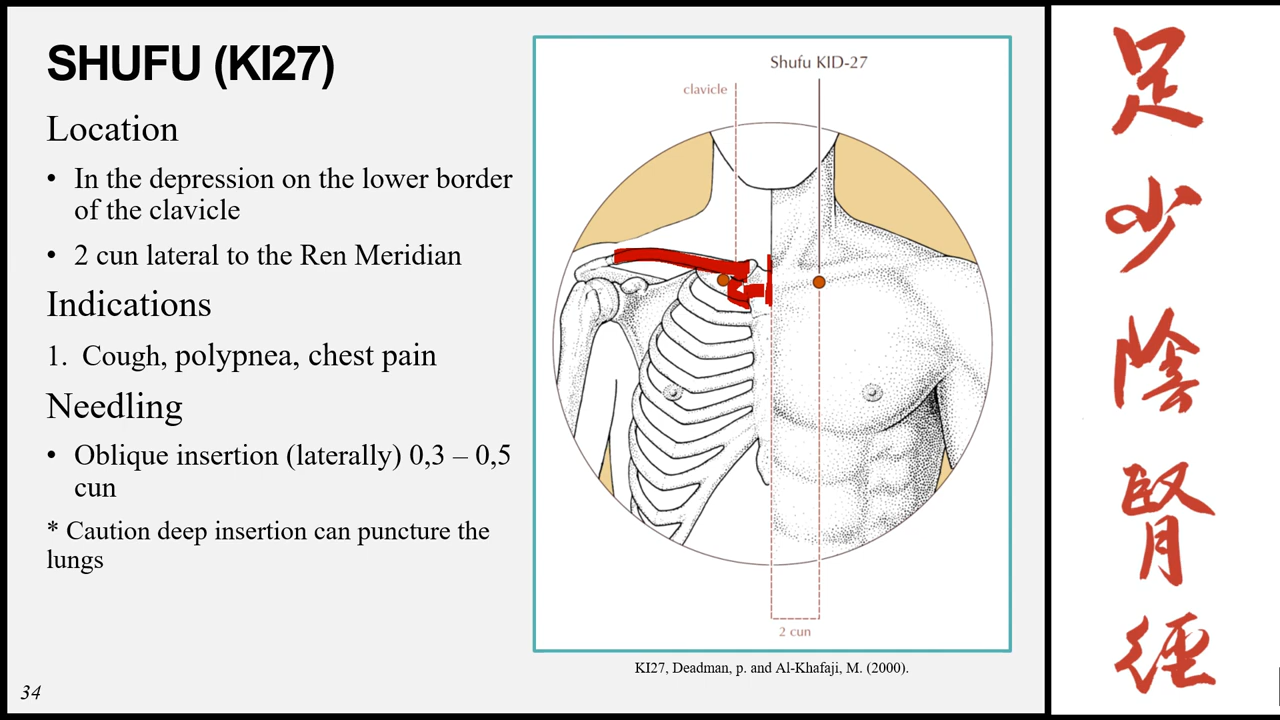 SHUFU (KI27)
Location
• In the depression on the lower border
of the clavicle
• 2 cun lateral to the Ren Meridian
Indications
1. Cough, polypnea, chest pain
Needling
• Oblique insertion (laterally) 0,3 – 0,5
cun
* Caution deep insertion can puncture the
lungs
34
Shufu KID-27
clavicle
2 cun
KI27, Deadman, p. and Al-Khafaji, M. (2000).
足
少
陰
腎
經